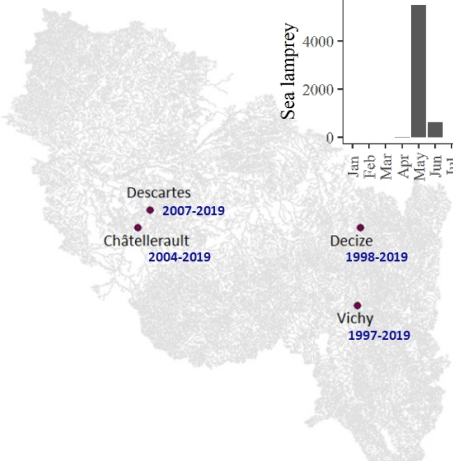 Sea lamprey
4000
2000
0
Jan
Feb
Mar
Apr
May
Jun
Descartes
2007-2019
Châtellerault
2004-2019
Decize
1998-2019
Vichy
1997-2019